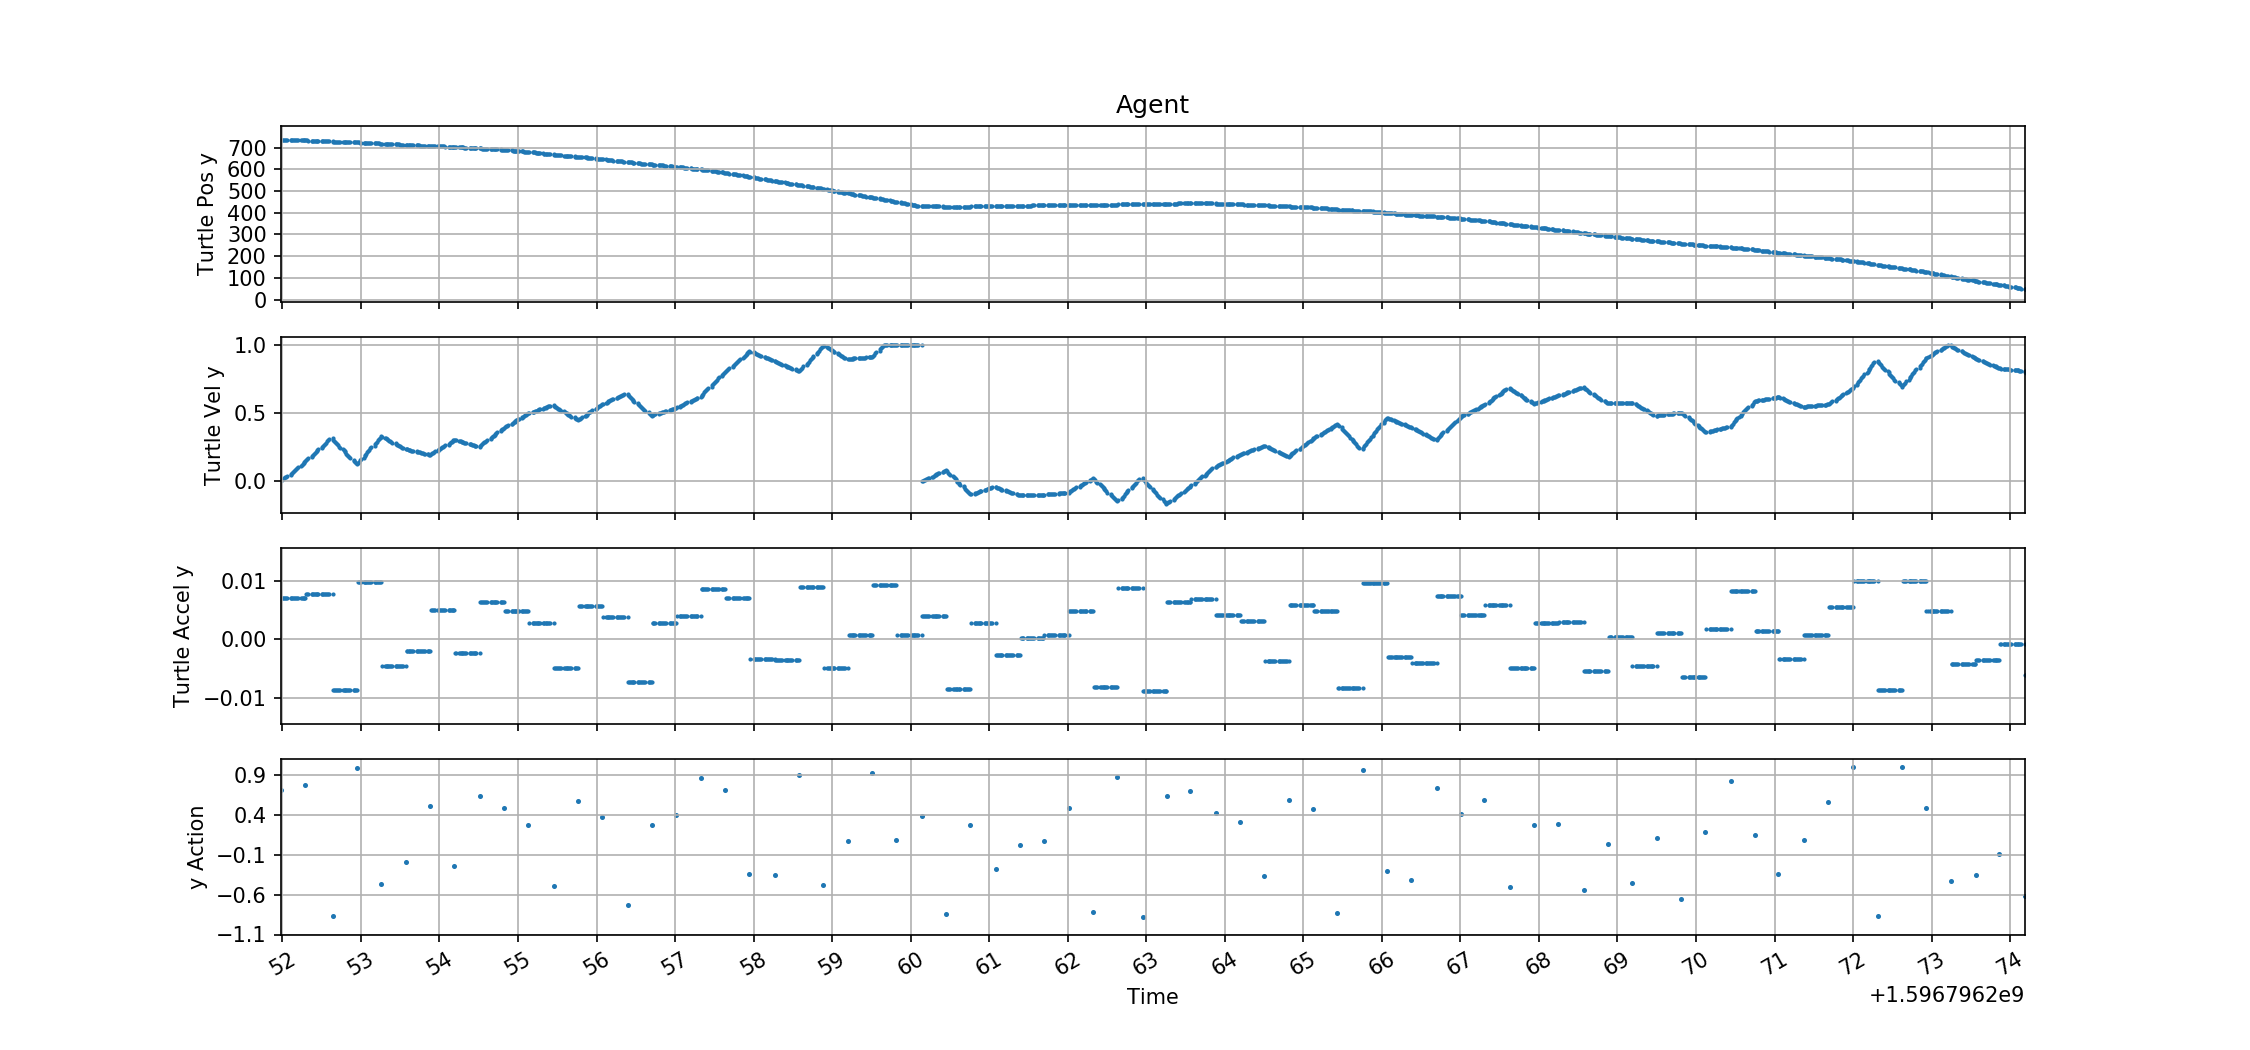 Agent
Turtle Pos y
700
600
500
400
300
200
100
0
Turtle Vel y
1.0
0.5
0.0
Turtle Accel y
0.01
0.00
−0.01
y Action
0.9
0.4
−0.1
−0.6
−1.1
52 53 54 55 56 57 58 59 60 61 62 63 64 65 66 67 68 69 70 71 72 73 74
Time
+1.5967962e9